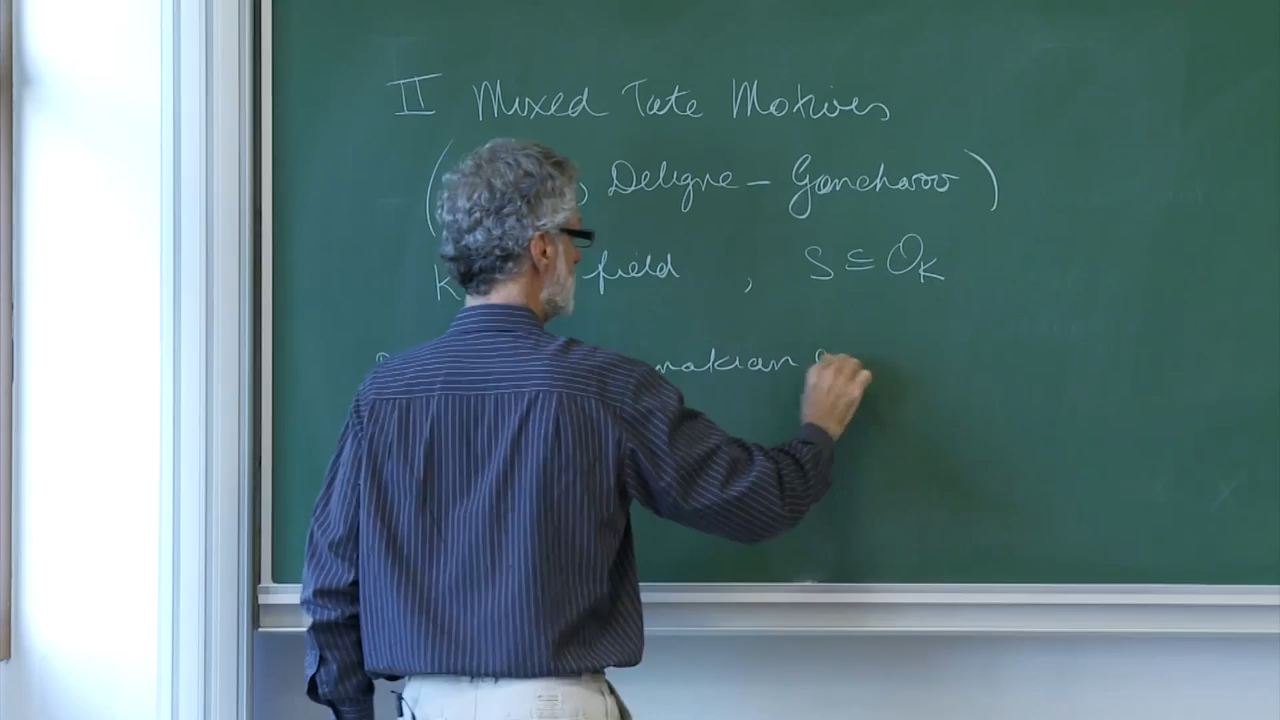 II Mixed Tate Motives
( , Deligne - Goncharov )
K field , S ⊆ O_K
nakian